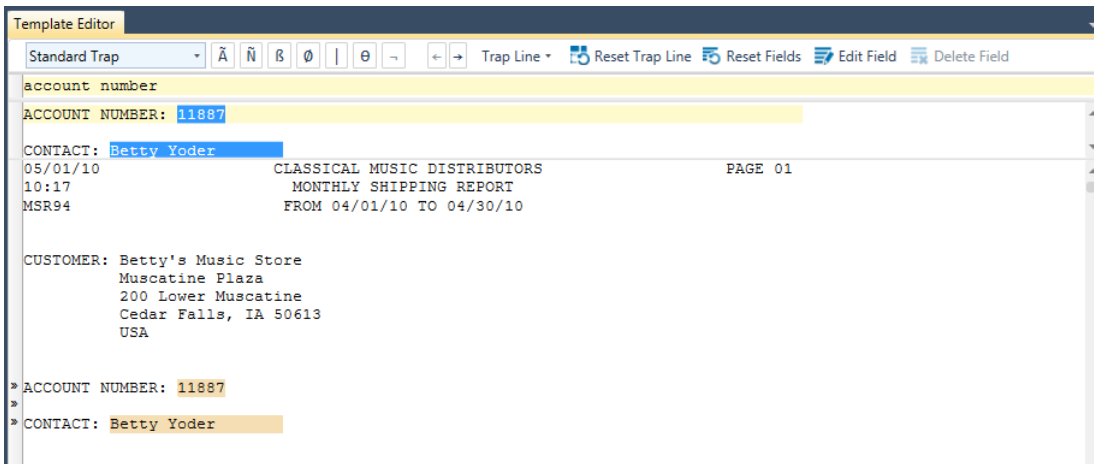 Template Editor
Standard Trap Ã Ñ ß Ø | θ ¬ ← → Trap Line Reset Trap Line Reset Fields Edit Field Delete Field
account number
ACCOUNT NUMBER: 11887
CONTACT: Betty Yoder
05/01/10 CLASSICAL MUSIC DISTRIBUTORS PAGE 01
10:17 MONTHLY SHIPPING REPORT
MSR94 FROM 04/01/10 TO 04/30/10
CUSTOMER: Betty's Music Store
Muscatine Plaza
200 Lower Muscatine
Cedar Falls, IA 50613
USA
» ACCOUNT NUMBER: 11887
»
» CONTACT: Betty Yoder